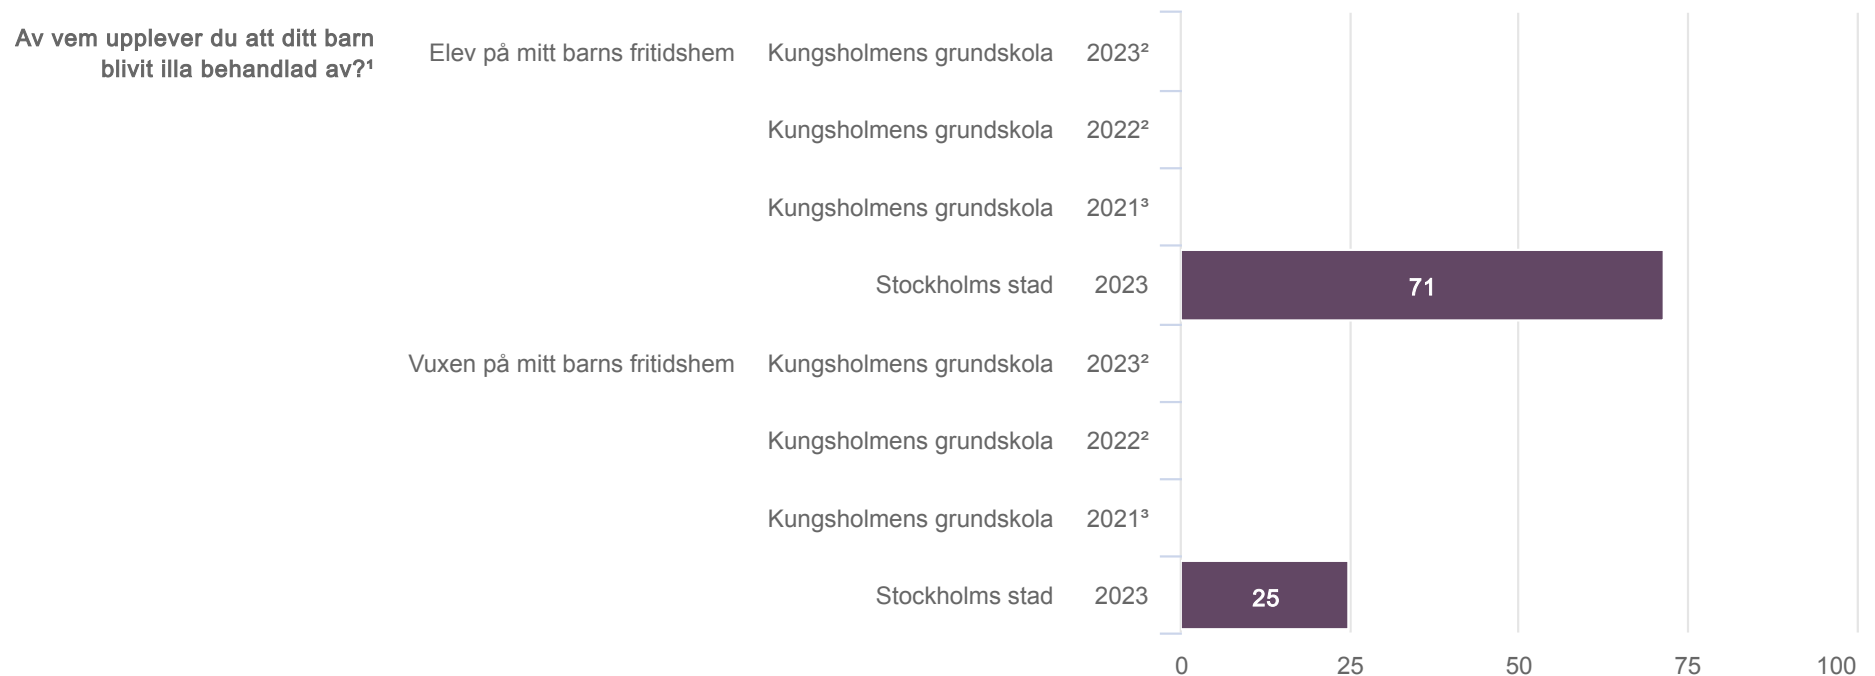 Av vem upplever du att ditt barn
blivit illa behandlad av?¹
Elev på mitt barns fritidshem Kungsholmens grundskola 2023²
Kungsholmens grundskola 2022²
Kungsholmens grundskola 2021³
Stockholms stad 2023 71
Vuxen på mitt barns fritidshem Kungsholmens grundskola 2023²
Kungsholmens grundskola 2022²
Kungsholmens grundskola 2021³
Stockholms stad 2023 25
0 25 50 75 100